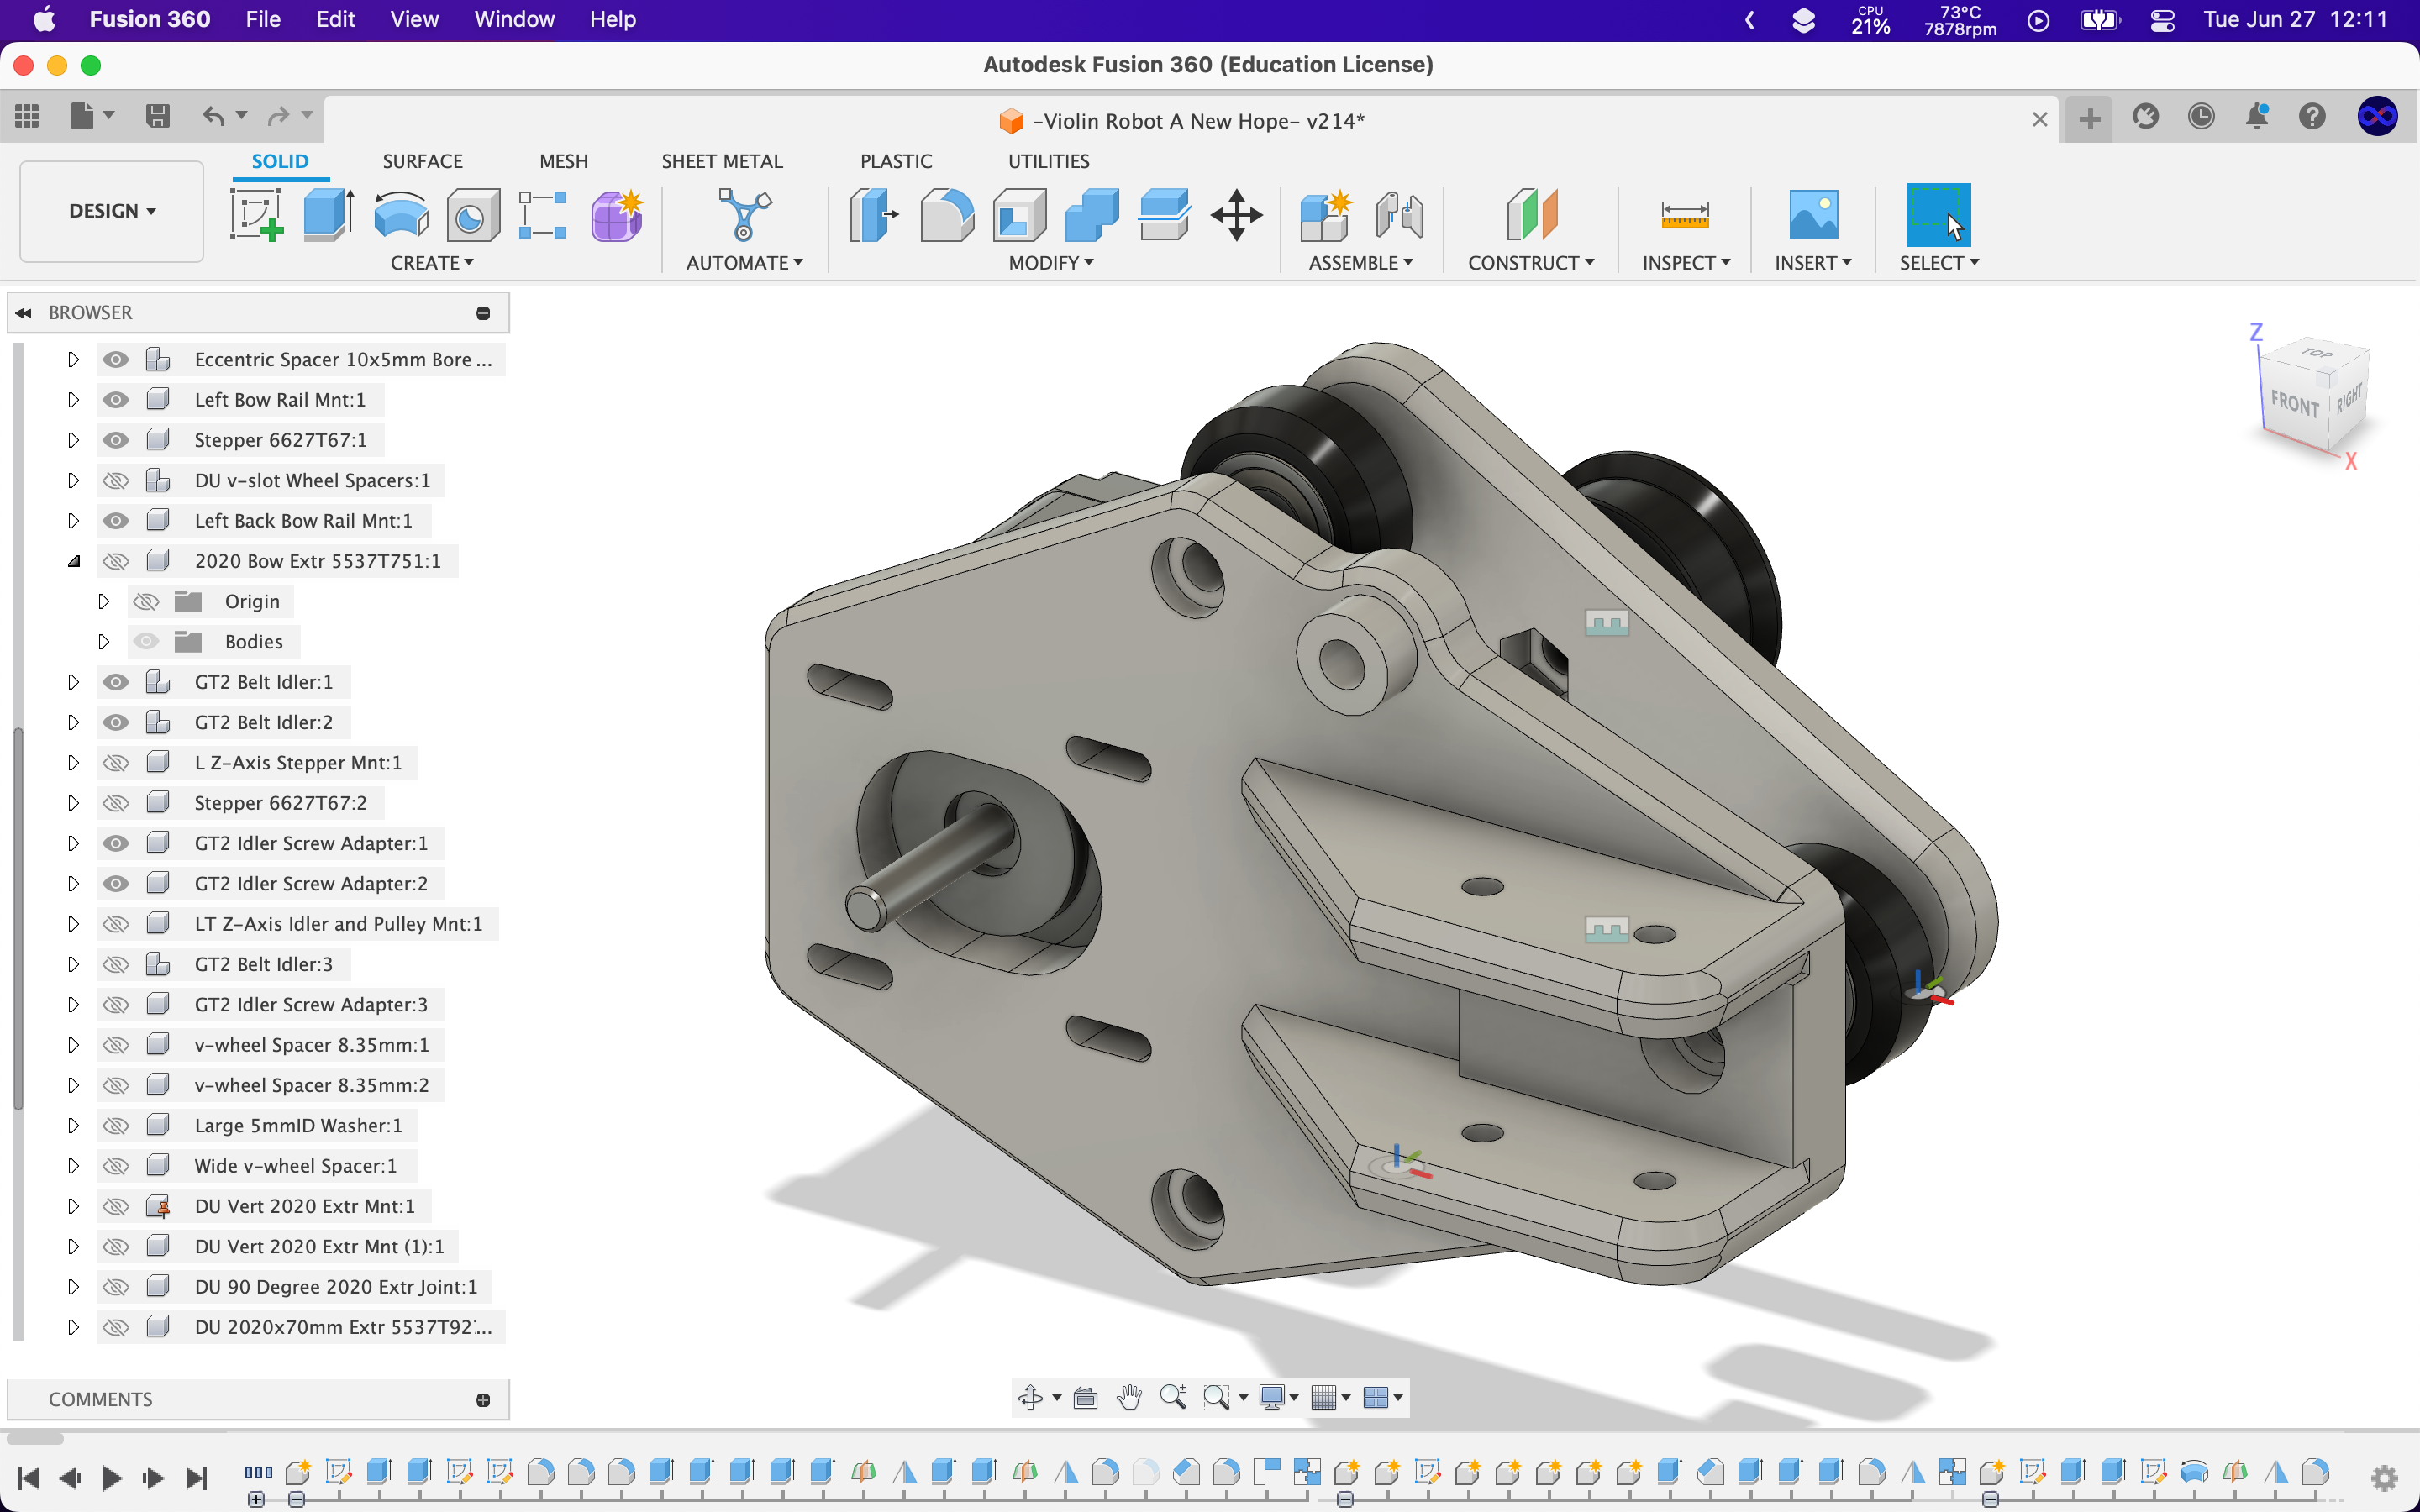 Fusion 360 File Edit View Window Help
CPU 21% 73°C 7878rpm Tue Jun 27 12:11
Autodesk Fusion 360 (Education License)
-Violin Robot A New Hope- v214*
SOLID SURFACE MESH SHEET METAL PLASTIC UTILITIES
DESIGN
CREATE AUTOMATE MODIFY ASSEMBLE CONSTRUCT INSPECT INSERT SELECT
BROWSER
Eccentric Spacer 10x5mm Bore ...
Left Bow Rail Mnt:1
Stepper 6627T67:1
DU v-slot Wheel Spacers:1
Left Back Bow Rail Mnt:1
2020 Bow Extr 5537T751:1
Origin
Bodies
GT2 Belt Idler:1
GT2 Belt Idler:2
L Z-Axis Stepper Mnt:1
Stepper 6627T67:2
GT2 Idler Screw Adapter:1
GT2 Idler Screw Adapter:2
LT Z-Axis Idler and Pulley Mnt:1
GT2 Belt Idler:3
GT2 Idler Screw Adapter:3
v-wheel Spacer 8.35mm:1
v-wheel Spacer 8.35mm:2
Large 5mmID Washer:1
Wide v-wheel Spacer:1
DU Vert 2020 Extr Mnt:1
DU Vert 2020 Extr Mnt (1):1
DU 90 Degree 2020 Extr Joint:1
DU 2020x70mm Extr 5537T92...
Z
TOP
FRONT
RIGHT
X
COMMENTS